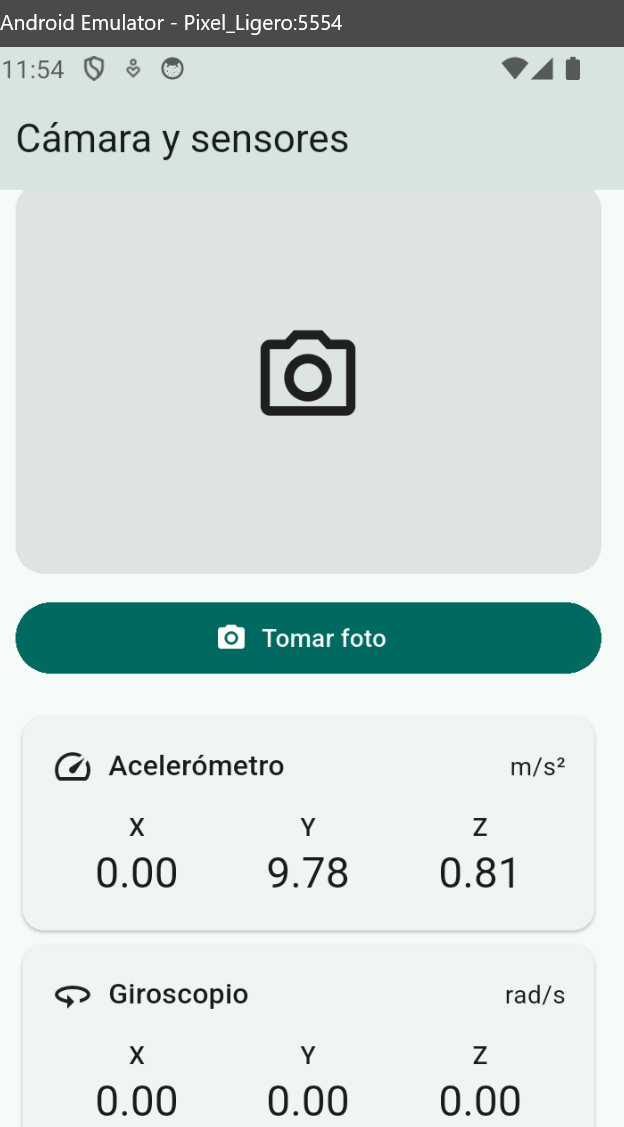 Android Emulator - Pixel_Ligero:5554
11:54
Cámara y sensores
Tomar foto
Acelerómetro m/s²
X Y Z
0.00 9.78 0.81
Giroscopio rad/s
X Y Z
0.00 0.00 0.00